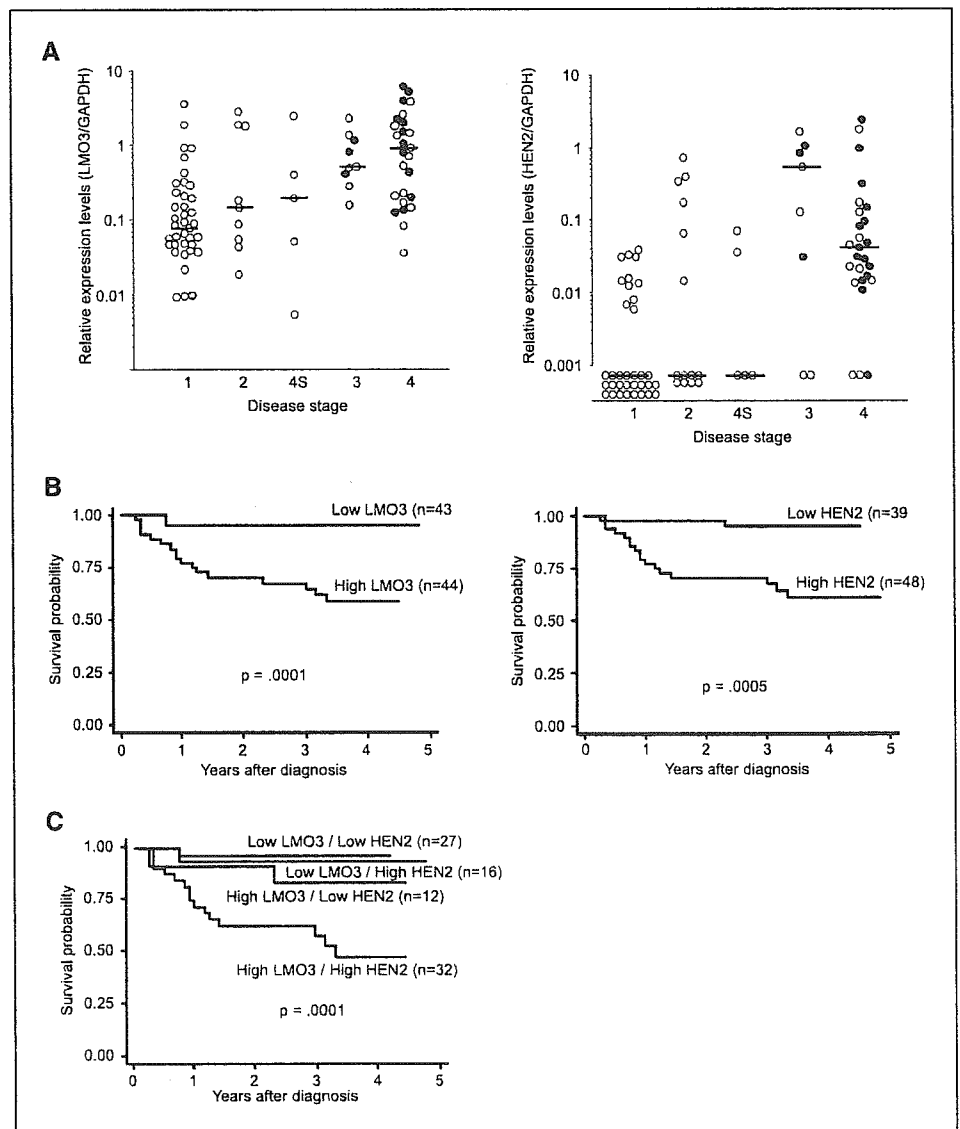 A
Relative expression levels (LMO3/GAPDH)
10
1
0.1
0.01
1 2 4S 3 4
Disease stage
Relative expression levels (HEN2/GAPDH)
10
1
0.1
0.01
0.001
1 2 4S 3 4
Disease stage
B
Survival probability
1.00
0.75
0.50
0.25
0.00
Low LMO3 (n=43
High LMO3 (n=44)
p = .0001
0 1 2 3 4 5
Years after diagnosis
Survival probability
1.00
0.75
0.50
0.25
0.00
Low HEN2 (n=39
High HEN2 (n=48)
p = .0005
0 1 2 3 4 5
Years after diagnosis
C
Survival probability
1.00
0.75
0.50
0.25
0.00
Low LMO3 / Low HEN2 (n=27)
Low LMO3 / High HEN2 (n=16)
High LMO3 / Low HEN2 (n=12)
High LMO3 / High HEN2 (n=32)
p = .0001
0 1 2 3 4 5
Years after diagnosis